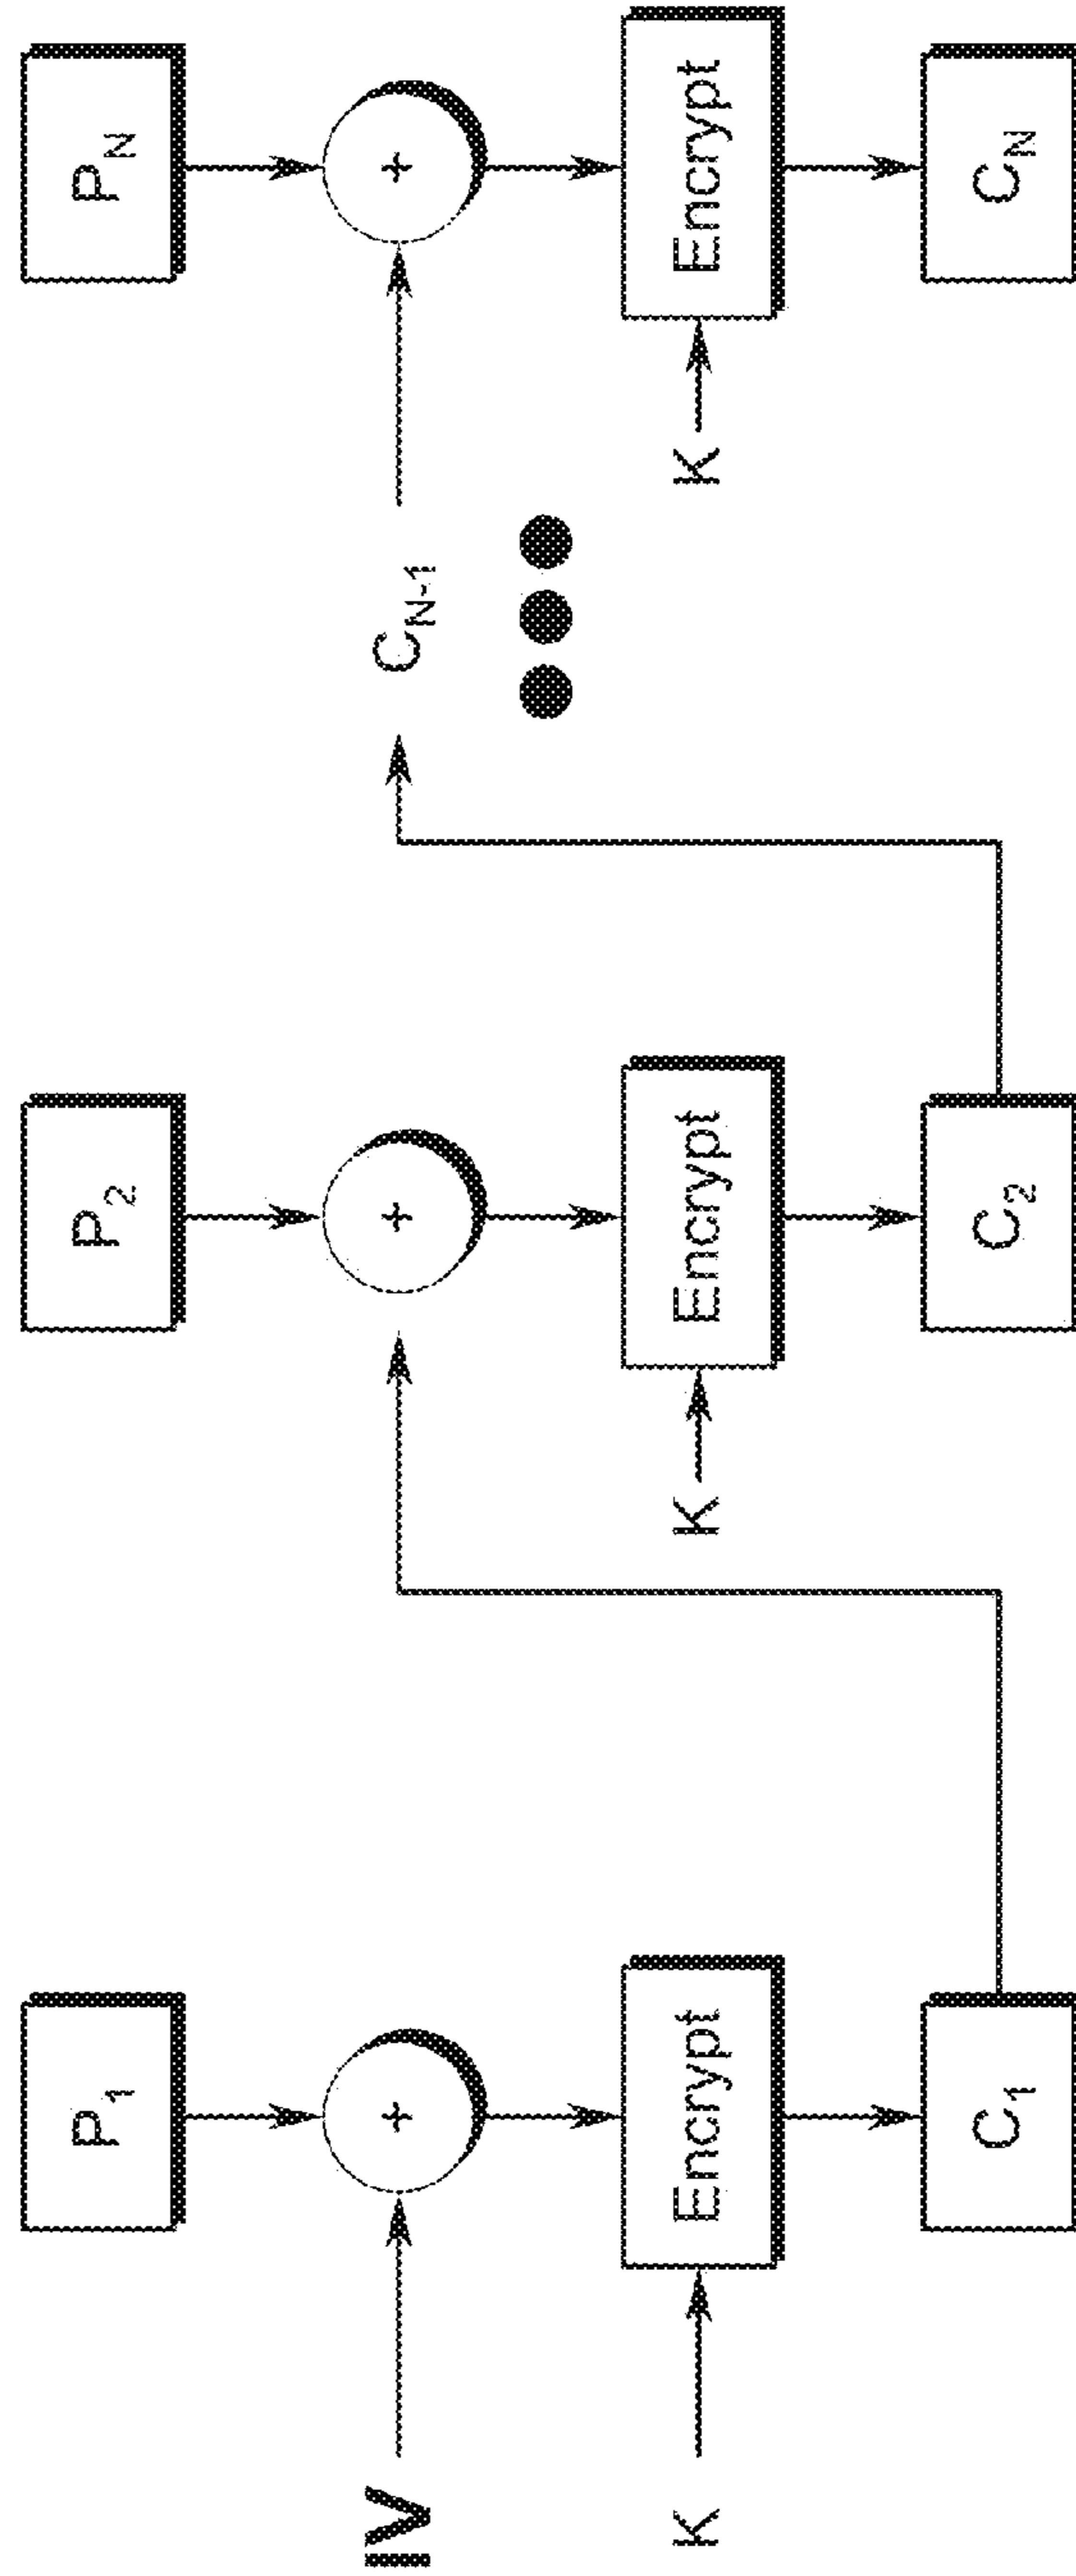 P1
P2
PN
IV
+
+
CN-1
+
K
Encrypt
K
Encrypt
K
Encrypt
C1
C2
CN